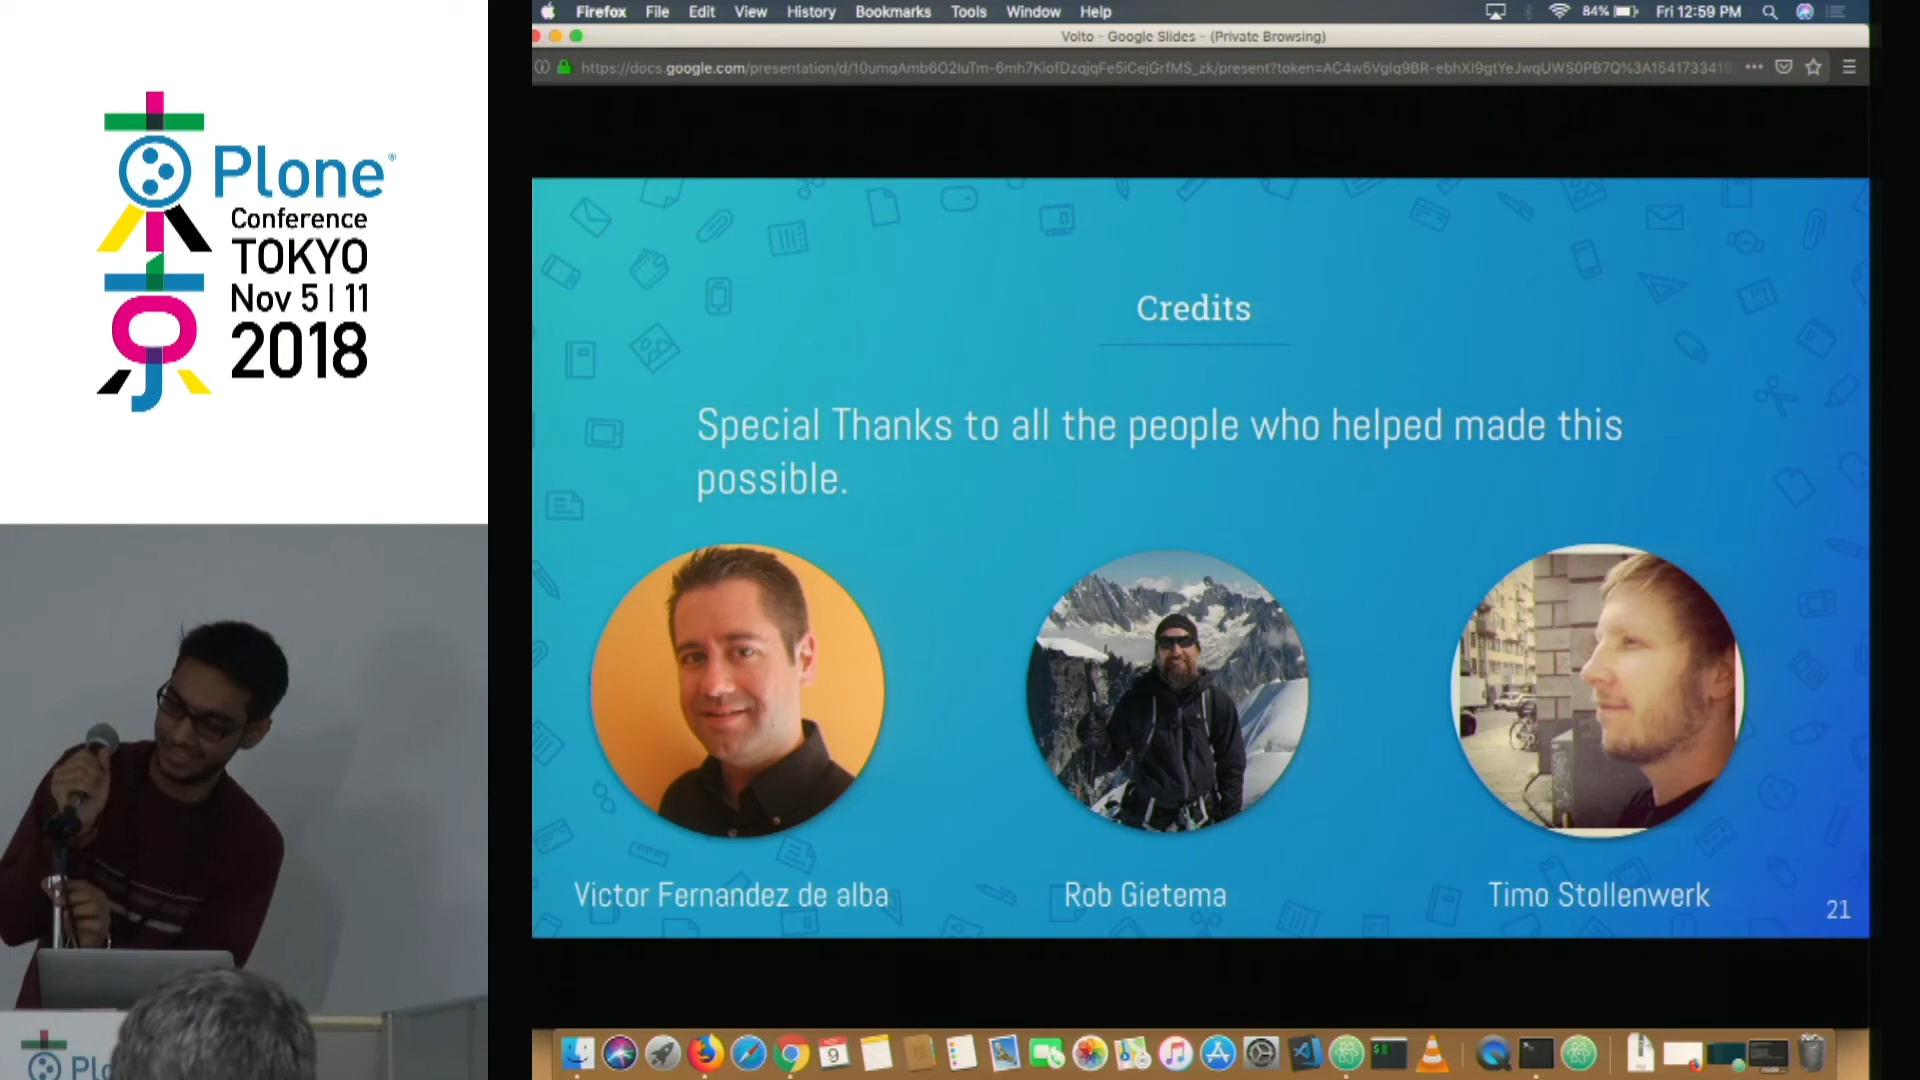 Plone
Conference
TOKYO
Nov 5 | 11
2018
Firefox File Edit View History Bookmarks Tools Window Help
84% Fri 12:59 PM
Volto - Google Slides - (Private Browsing)
Credits
Special Thanks to all the people who helped made this
possible.
Victor Fernandez de alba
Rob Gietema
Timo Stollenwerk
21
9
Plo